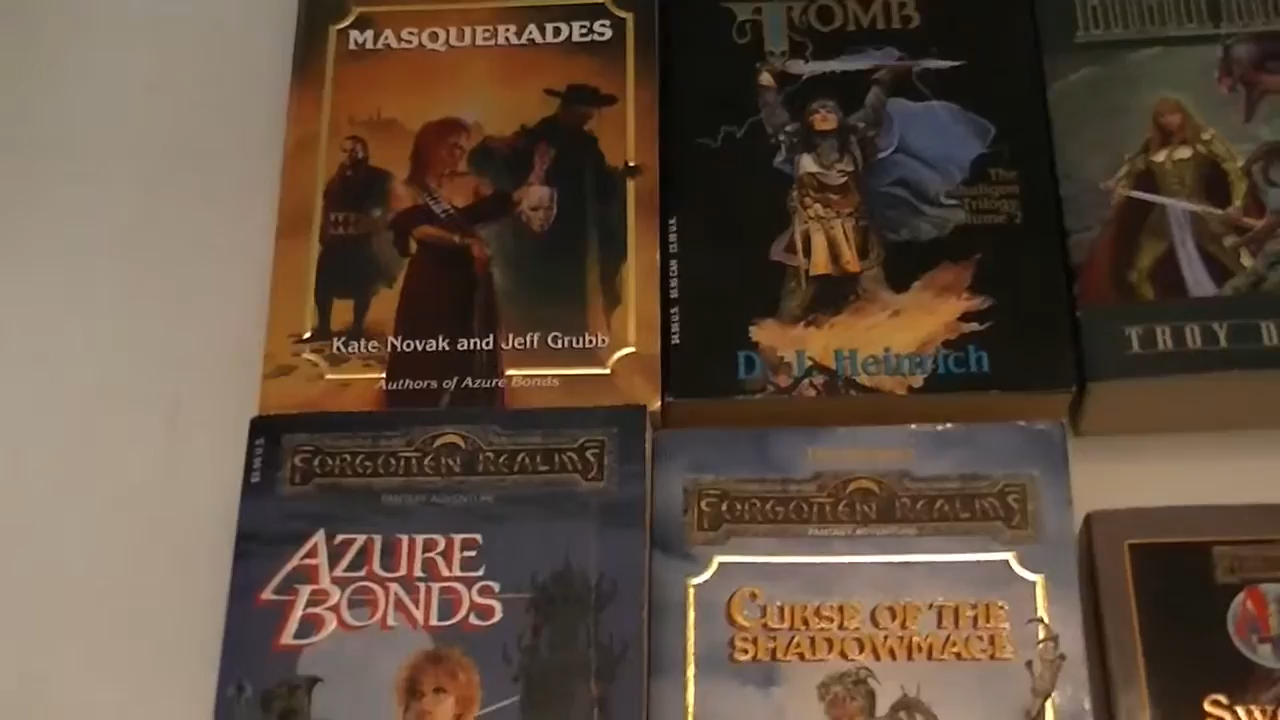 MASQUERADES
Kate Novak and Jeff Grubb
Authors of Azure Bonds
TOMB
The
Trilogy
2
D. J. Heinrich
TROY D
FORGOTTEN REALMS
FANTASY ADVENTURE
AZURE
BONDS
FORGOTTEN REALMS
FANTASY ADVENTURE
CURSE OF THE
SHADOWMAGE